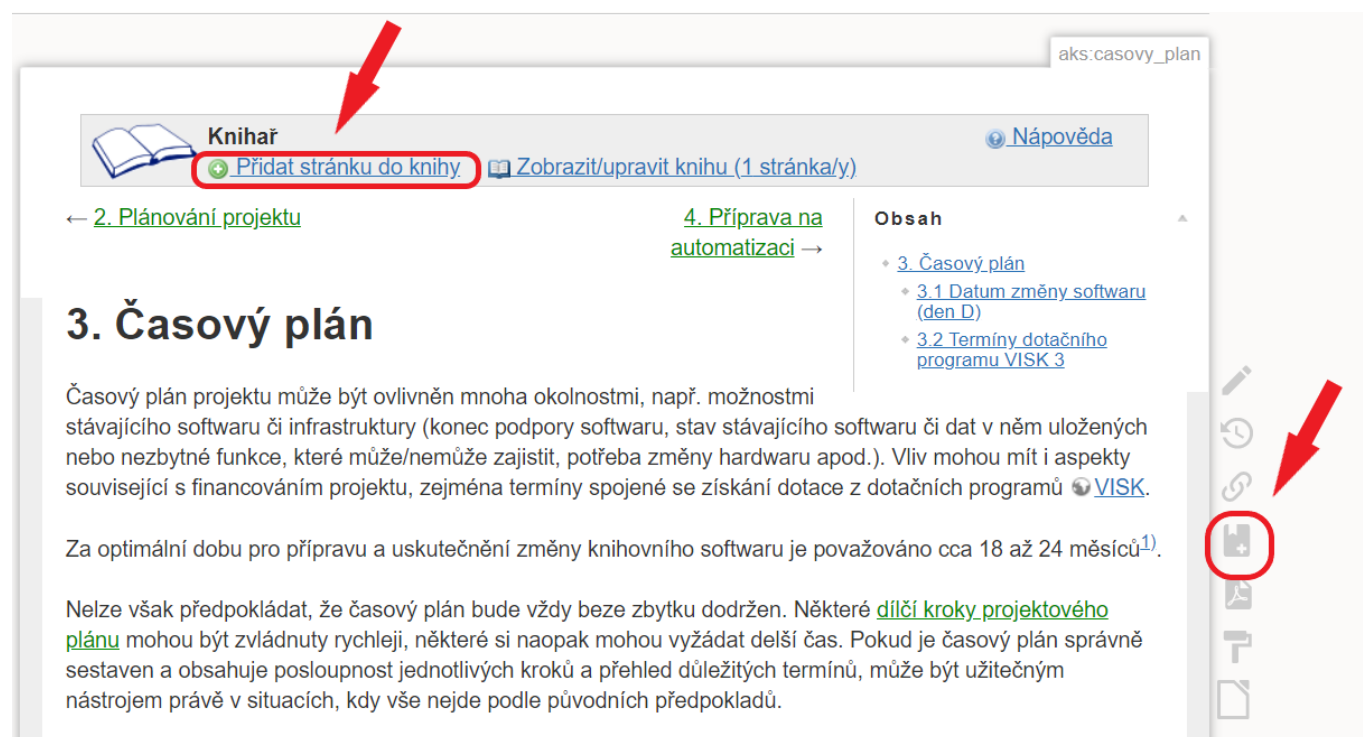 aks:casovy_plan
Knihař
Přidat stránku do knihy Zobrazit/upravit knihu (1 stránka/y)
Nápověda
← 2. Plánování projektu
4. Příprava na
automatizaci →
Obsah
3. Časový plán
3.1 Datum změny softwaru
(den D)
3.2 Termíny dotačního
programu VISK 3
3. Časový plán
Časový plán projektu může být ovlivněn mnoha okolnostmi, např. možnostmi
stávajícího softwaru či infrastruktury (konec podpory softwaru, stav stávajícího softwaru či dat v něm uložených
nebo nezbytné funkce, které může/nemůže zajistit, potřeba změny hardwaru apod.). Vliv mohou mít i aspekty
související s financováním projektu, zejména termíny spojené se získání dotace z dotačních programů VISK.
Za optimální dobu pro přípravu a uskutečnění změny knihovního softwaru je považováno cca 18 až 24 měsíců1).
Nelze však předpokládat, že časový plán bude vždy beze zbytku dodržen. Některé dílčí kroky projektového
plánu mohou být zvládnuty rychleji, některé si naopak mohou vyžádat delší čas. Pokud je časový plán správně
sestaven a obsahuje posloupnost jednotlivých kroků a přehled důležitých termínů, může být užitečným
nástrojem právě v situacích, kdy vše nejde podle původních předpokladů.